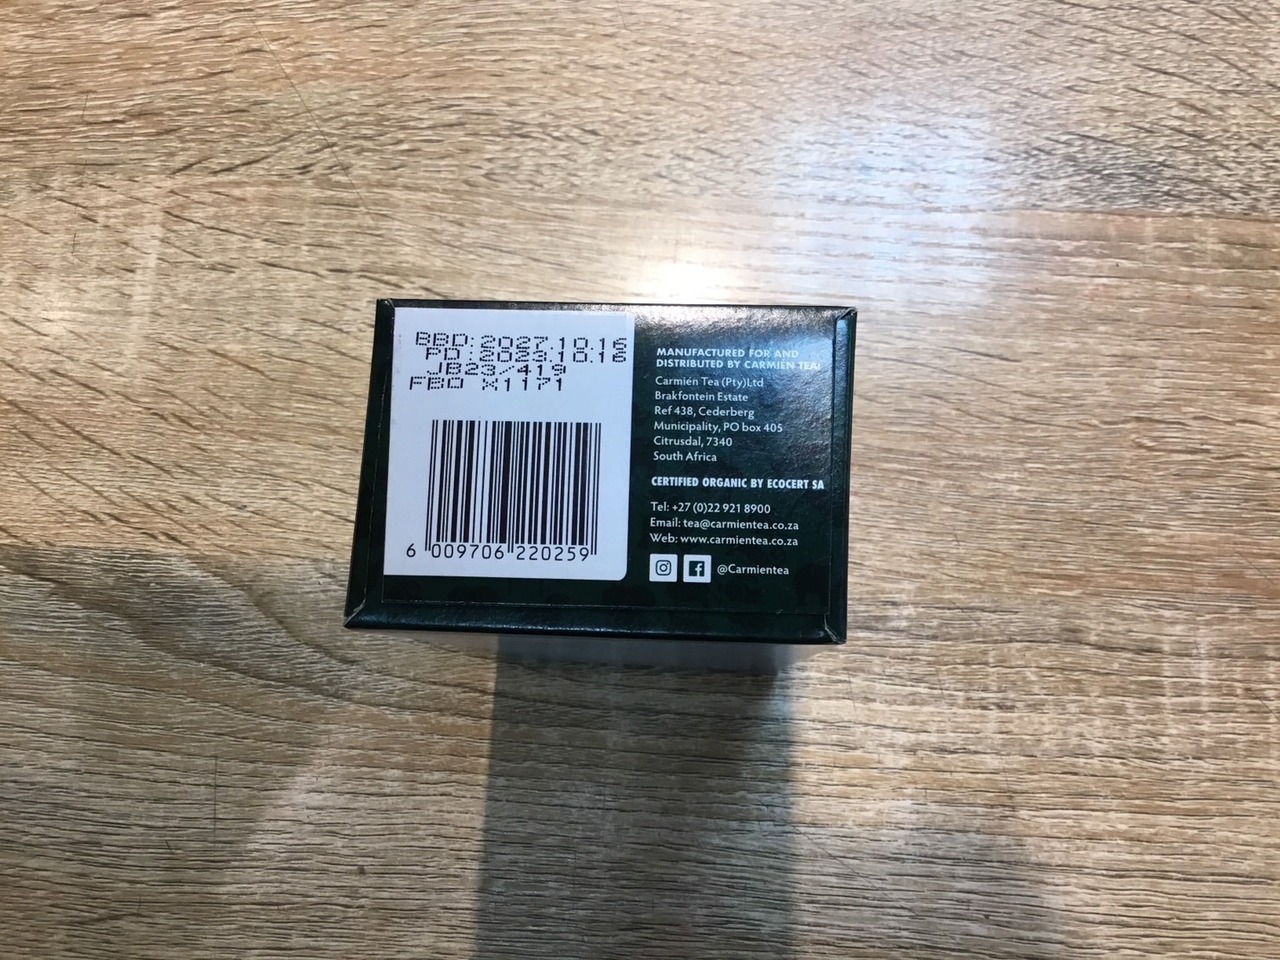 BBD:2027.10.16
PD :2023.10.16
JB23/419
FBO X1171
6 009706 220259
MANUFACTURED FOR AND
DISTRIBUTED BY CARMIÉN TEA:
Carmién Tea (Pty)Ltd
Brakfontein Estate
Ref 438, Cederberg
Municipality, PO box 405
Citrusdal, 7340
South Africa
CERTIFIED ORGANIC BY ECOCERT SA
Tel: +27 (0)22 921 8900
Email: tea@carmientea.co.za
Web: www.carmientea.co.za
@Carmientea